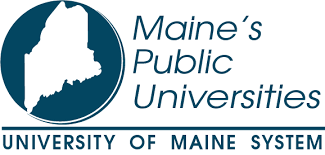 Maine's
Public
Universities
UNIVERSITY OF MAINE SYSTEM